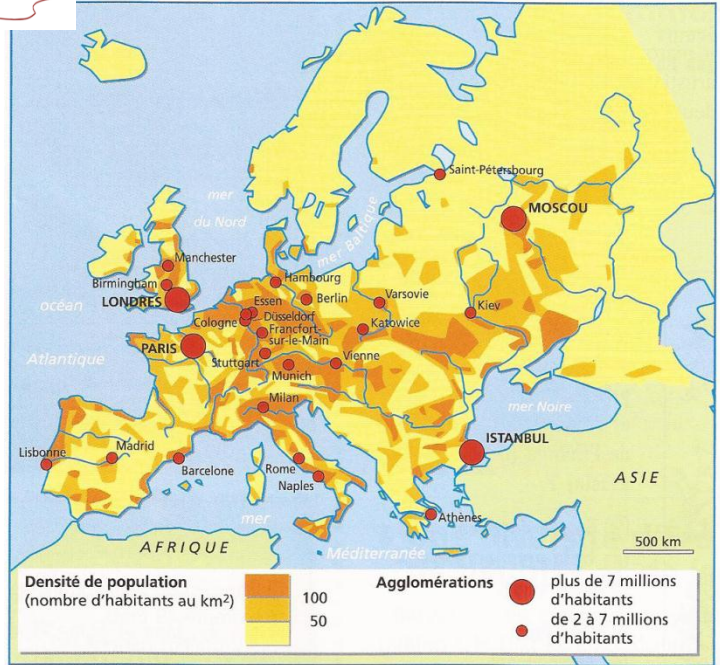 Saint-Pétersbourg
MOSCOU
mer
du Nord
mer Baltique
Manchester
Birmingham
LONDRES
océan
Atlantique
Hambourg
Essen
Berlin
Varsovie
Kiev
Cologne
Düsseldorf
Francfort-
sur-le-Main
Katowice
PARIS
Stuttgart
Vienne
Munich
Milan
mer Noire
ISTANBUL
Lisbonne
Madrid
Barcelone
Rome
Naples
ASIE
mer
Méditerranée
Athènes
AFRIQUE
500 km
Densité de population
(nombre d'habitants au km²)
100
50
Agglomérations
plus de 7 millions
d'habitants
de 2 à 7 millions
d'habitants